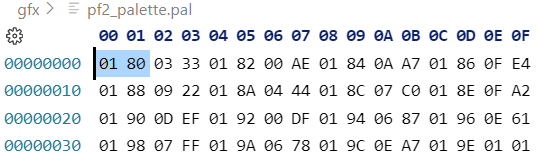 gfx > pf2_palette.pal
00 01 02 03 04 05 06 07 08 09 0A 0B 0C 0D 0E 0F
00000000 01 80 03 33 01 82 00 AE 01 84 0A A7 01 86 0F E4
00000010 01 88 09 22 01 8A 04 44 01 8C 07 C0 01 8E 0F A2
00000020 01 90 0D EF 01 92 00 DF 01 94 06 87 01 96 0E 61
00000030 01 98 07 FF 01 9A 06 78 01 9C 0E A7 01 9E 01 01